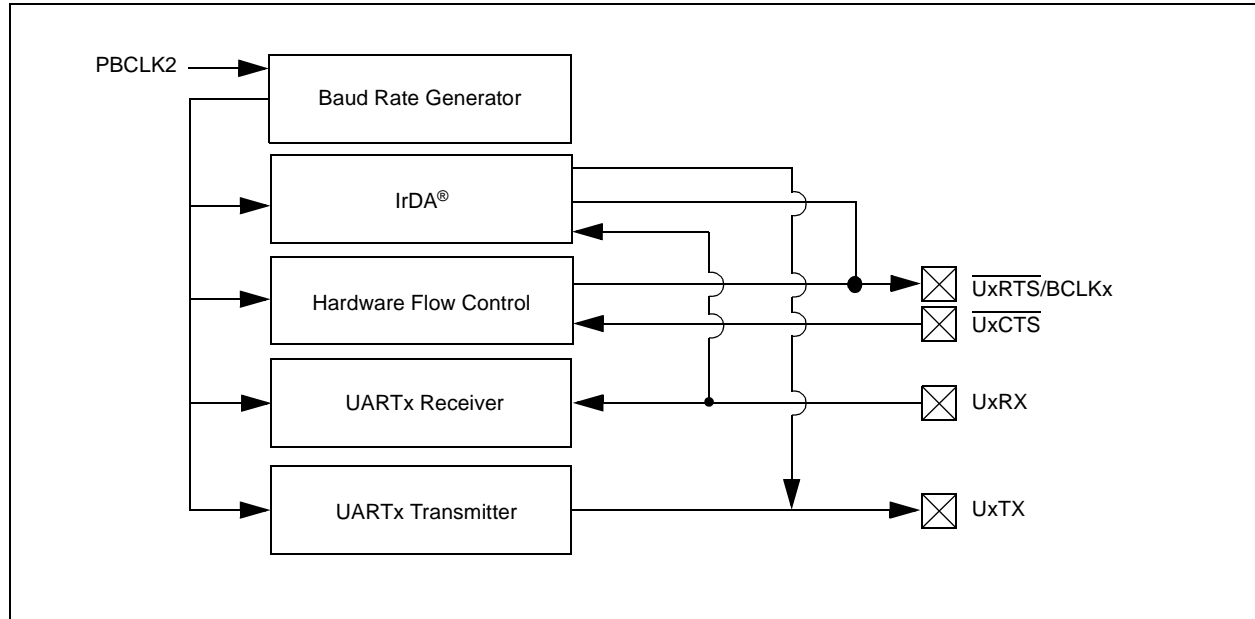 PBCLK2
Baud Rate Generator
IrDA®
Hardware Flow Control
UxRTS/BCLKx
UxCTS
UARTx Receiver
UxRX
UARTx Transmitter
UxTX